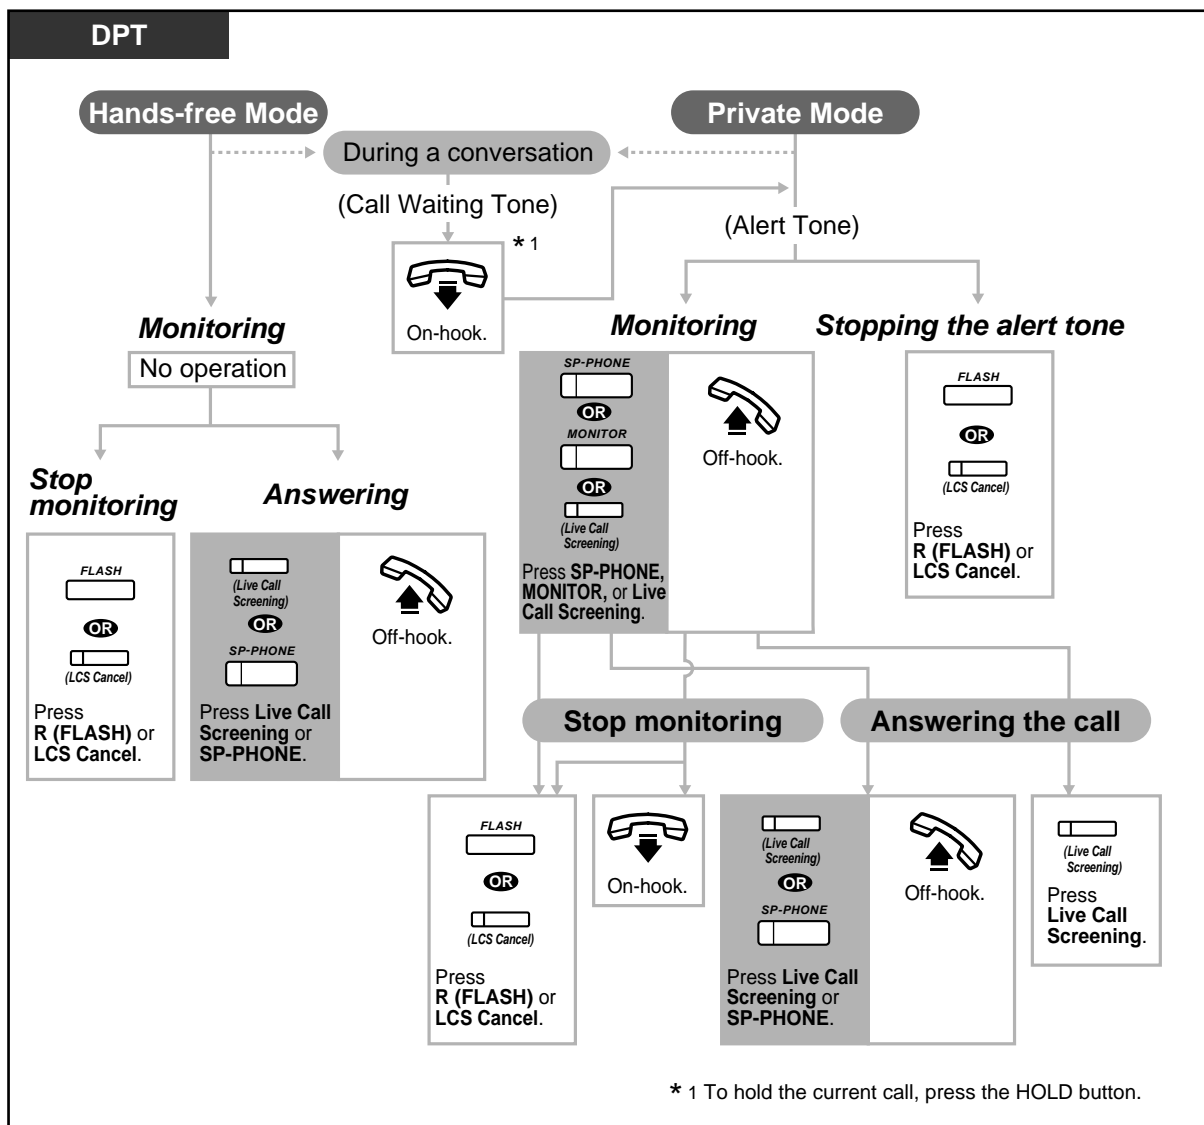 DPT
Hands-free Mode
Private Mode
During a conversation
(Call Waiting Tone)
(Alert Tone)
* 1
On-hook.
Monitoring
No operation
Stop
monitoring
FLASH
OR
(LCS Cancel)
Press
R (FLASH) or
LCS Cancel.
Answering
(Live Call
Screening)
OR
SP-PHONE
Press Live Call
Screening or
SP-PHONE.
Off-hook.
Monitoring
SP-PHONE
OR
MONITOR
OR
(Live Call
Screening)
Press SP-PHONE,
MONITOR, or Live
Call Screening.
Off-hook.
Stopping the alert tone
FLASH
OR
(LCS Cancel)
Press
R (FLASH) or
LCS Cancel.
Stop monitoring
FLASH
OR
(LCS Cancel)
Press
R (FLASH) or
LCS Cancel.
On-hook.
Answering the call
(Live Call
Screening)
OR
SP-PHONE
Press Live Call
Screening or
SP-PHONE.
Off-hook.
(Live Call
Screening)
Press
Live Call
Screening.
* 1 To hold the current call, press the HOLD button.